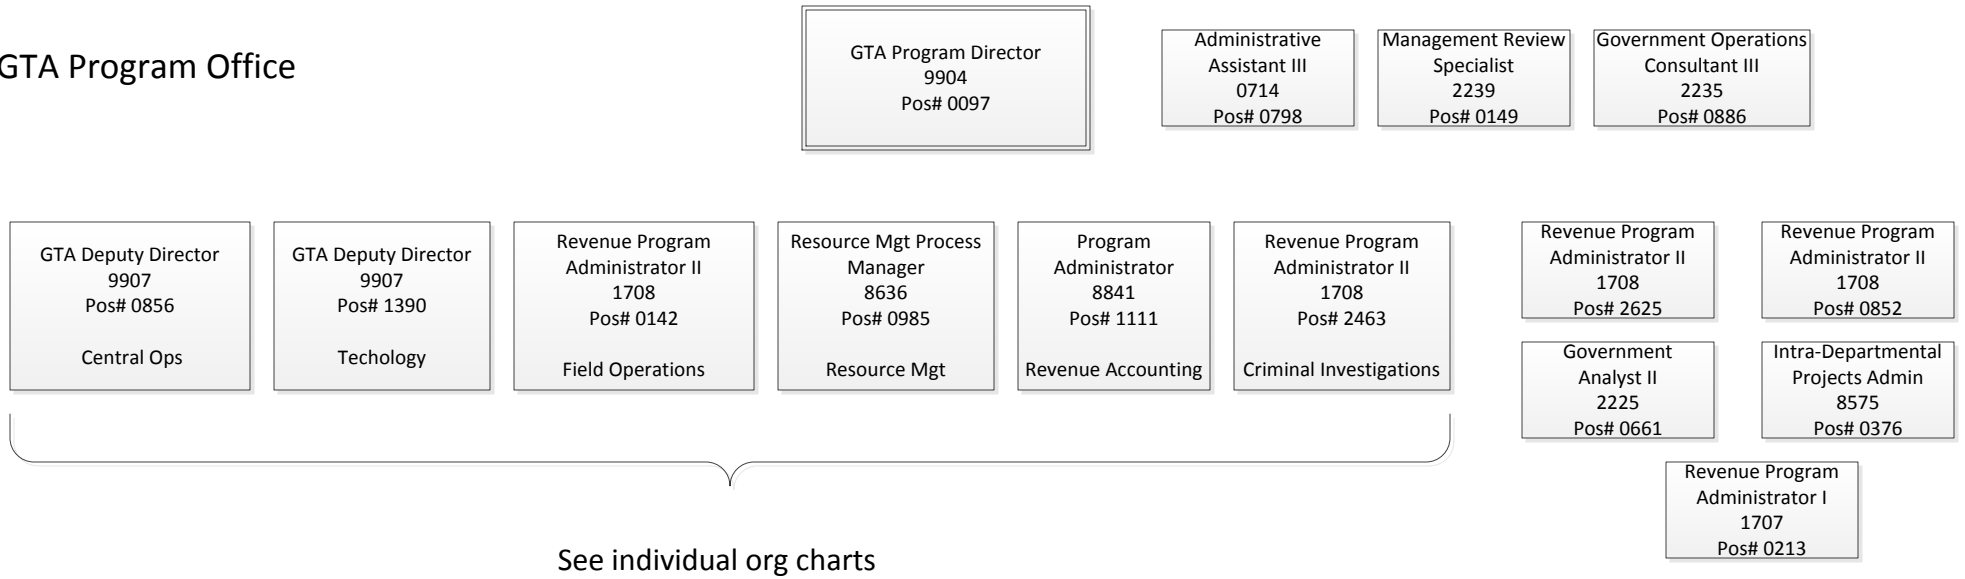 GTA Program Office
GTA Program Director
9904
Pos# 0097
Administrative
Assistant III
0714
Pos# 0798
Management Review
Specialist
2239
Pos# 0149
Government Operations
Consultant III
2235
Pos# 0886
GTA Deputy Director
9907
Pos# 0856
Central Ops
GTA Deputy Director
9907
Pos# 1390
Techology
Revenue Program
Administrator II
1708
Pos# 0142
Field Operations
Resource Mgt Process
Manager
8636
Pos# 0985
Resource Mgt
Program
Administrator
8841
Pos# 1111
Revenue Accounting
Revenue Program
Administrator II
1708
Pos# 2463
Criminal Investigations
Revenue Program
Administrator II
1708
Pos# 2625
Revenue Program
Administrator II
1708
Pos# 0852
Government
Analyst II
2225
Pos# 0661
Intra-Departmental
Projects Admin
8575
Pos# 0376
Revenue Program
Administrator I
1707
Pos# 0213
See individual org charts